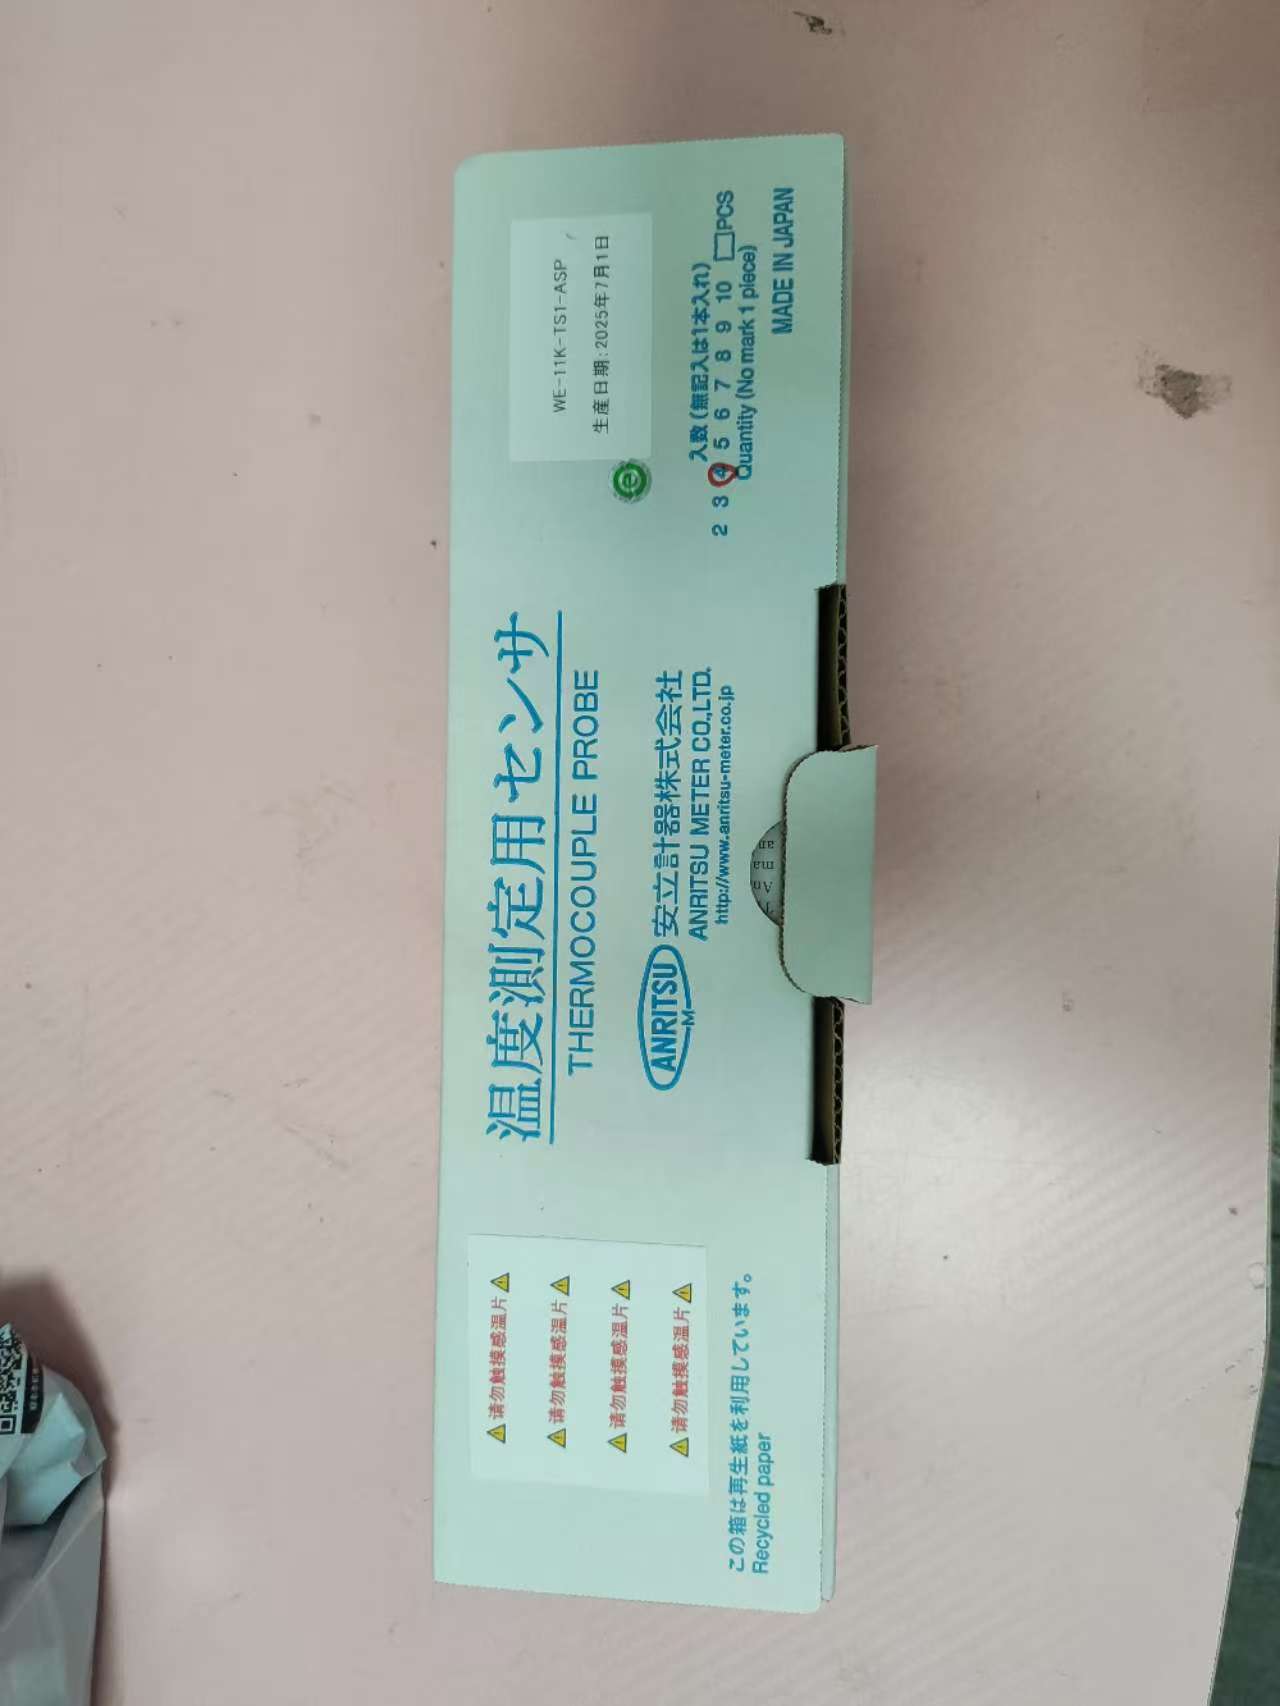 ⚠请勿触摸感温片⚠
⚠请勿触摸感温片⚠
⚠请勿触摸感温片⚠
⚠请勿触摸感温片⚠
この箱は再生紙を利用しています。
Recycled paper
温度測定用センサ
THERMOCOUPLE PROBE
ANRITSU
M
安立計器株式会社
ANRITSU METER CO.,LTD.
http://www.anritsu-meter.co.jp
WE-11K-TS1-ASP
生産日期:2025年7月1日
e
入数(無記入は1本入れ)
2 3 4 5 6 7 8 9 10 □PCS
Quantity (No mark 1 piece)
MADE IN JAPAN